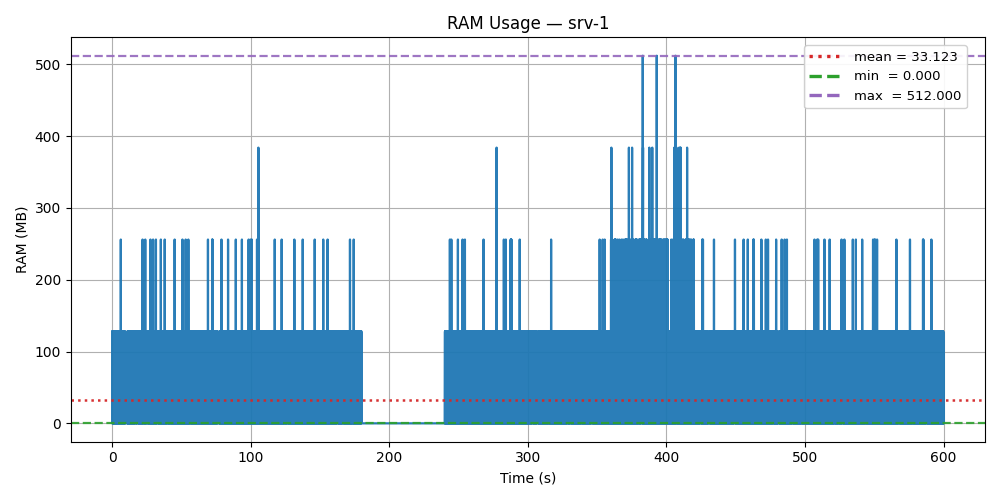 RAM Usage — srv-1
mean = 33.123
min = 0.000
max = 512.000
RAM (MB)
500
400
300
200
100
0
0 100 200 300 400 500 600
Time (s)